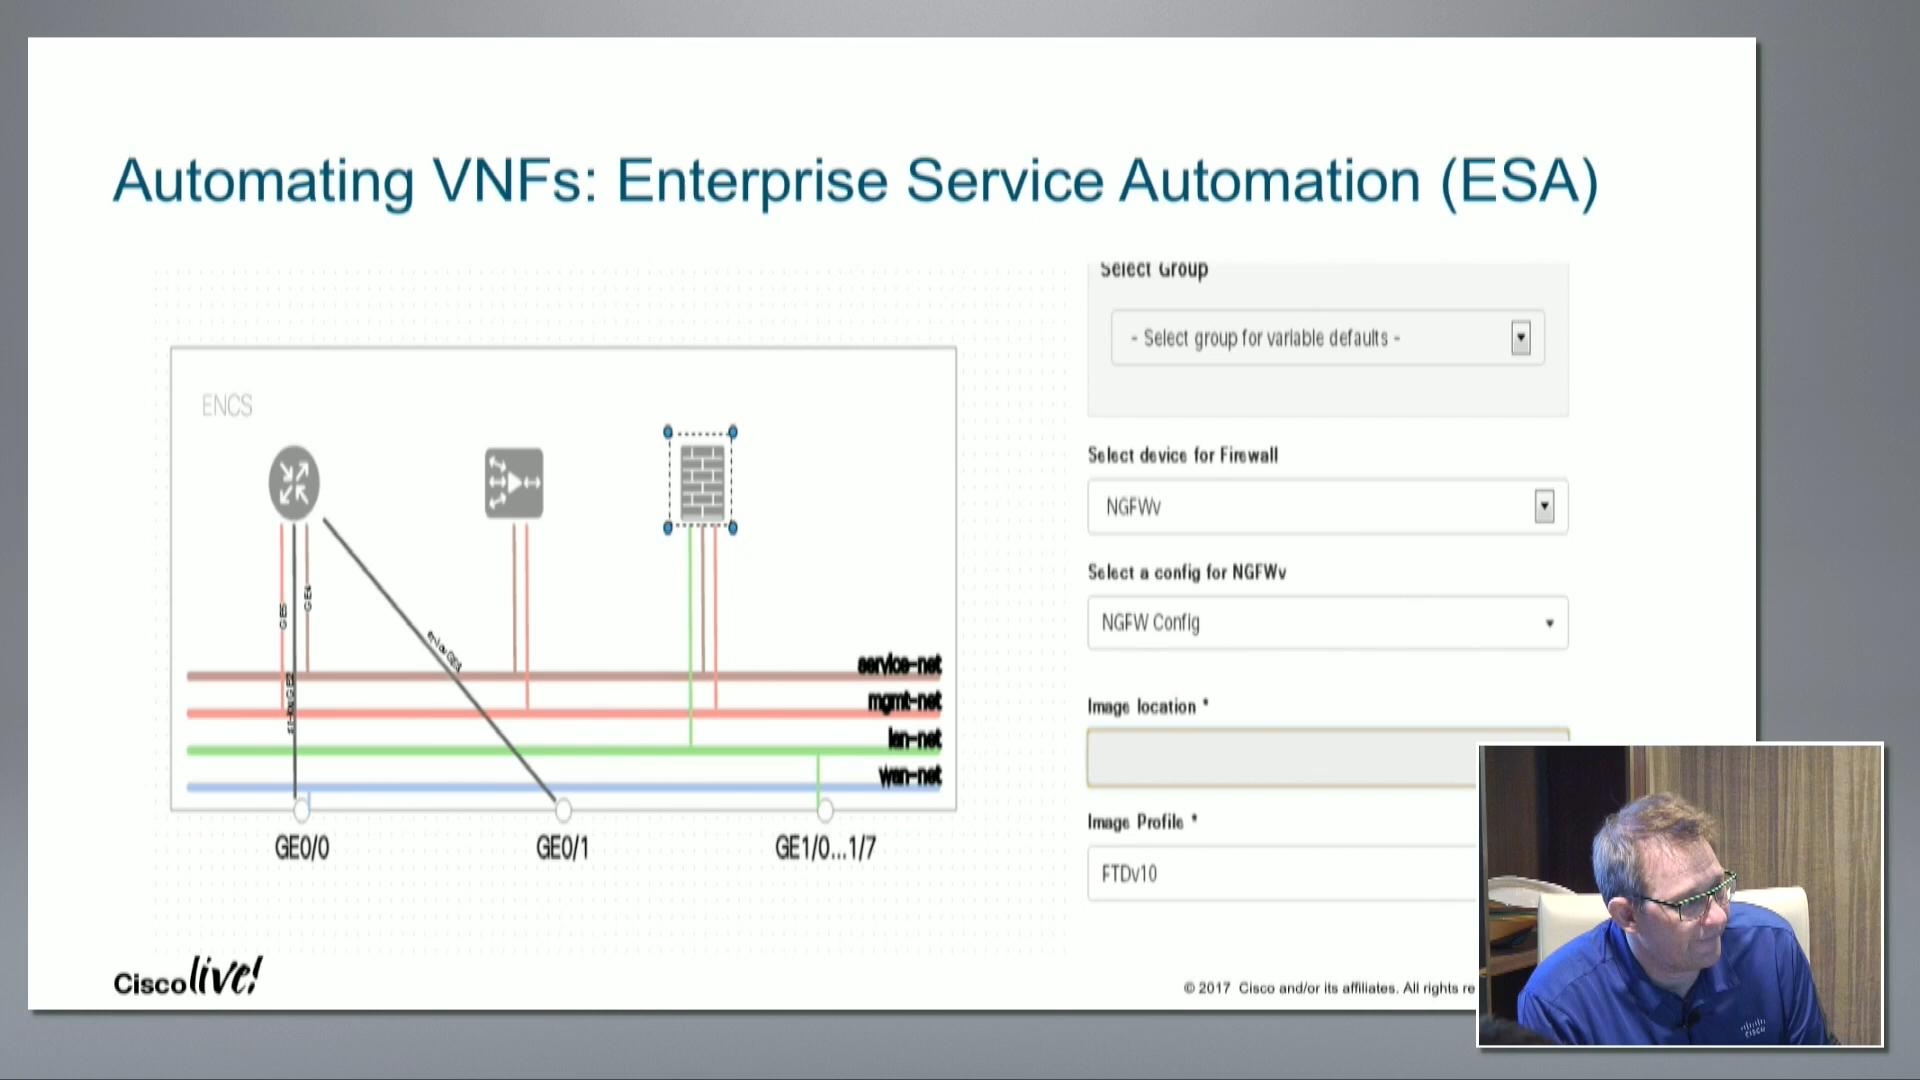 Automating VNFs: Enterprise Service Automation (ESA)
ENCS
GE5
GE4
service-net
mgmt-net
lan-net
wan-net
GE0/0
GE0/1
GE1/0...1/7
Select Group
- Select group for variable defaults -
Select device for Firewall
NGFWv
Select a config for NGFWv
NGFW Config
Image location *
Image Profile *
FTDv10
Cisco live!
© 2017 Cisco and/or its affiliates. All rights re
cisco